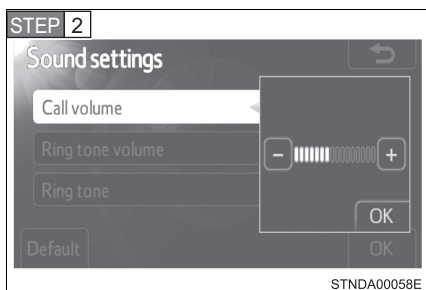 STEP 2
Sound settings
Call volume
Ring tone volume
- +
Ring tone
OK
Default
OK
STNDA00058E